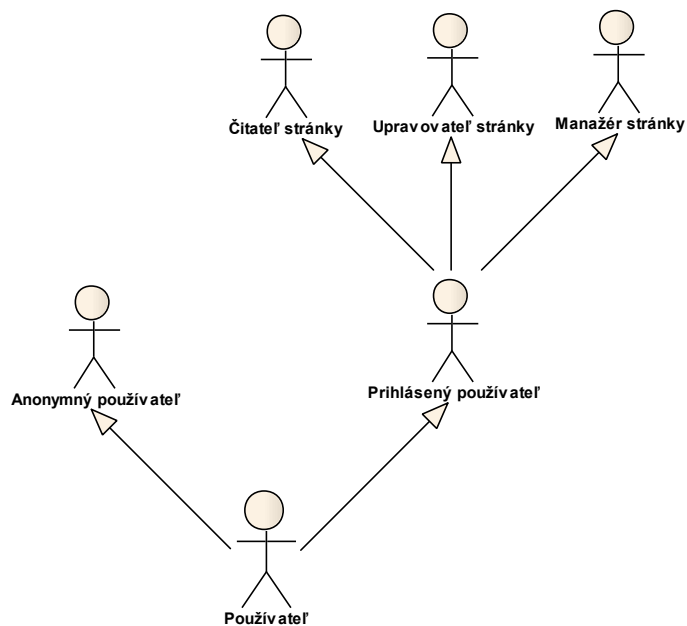 Čitateľ stránky
Upravovateľ stránky
Manažér stránky
Anonymný používateľ
Prihlásený používateľ
Používateľ